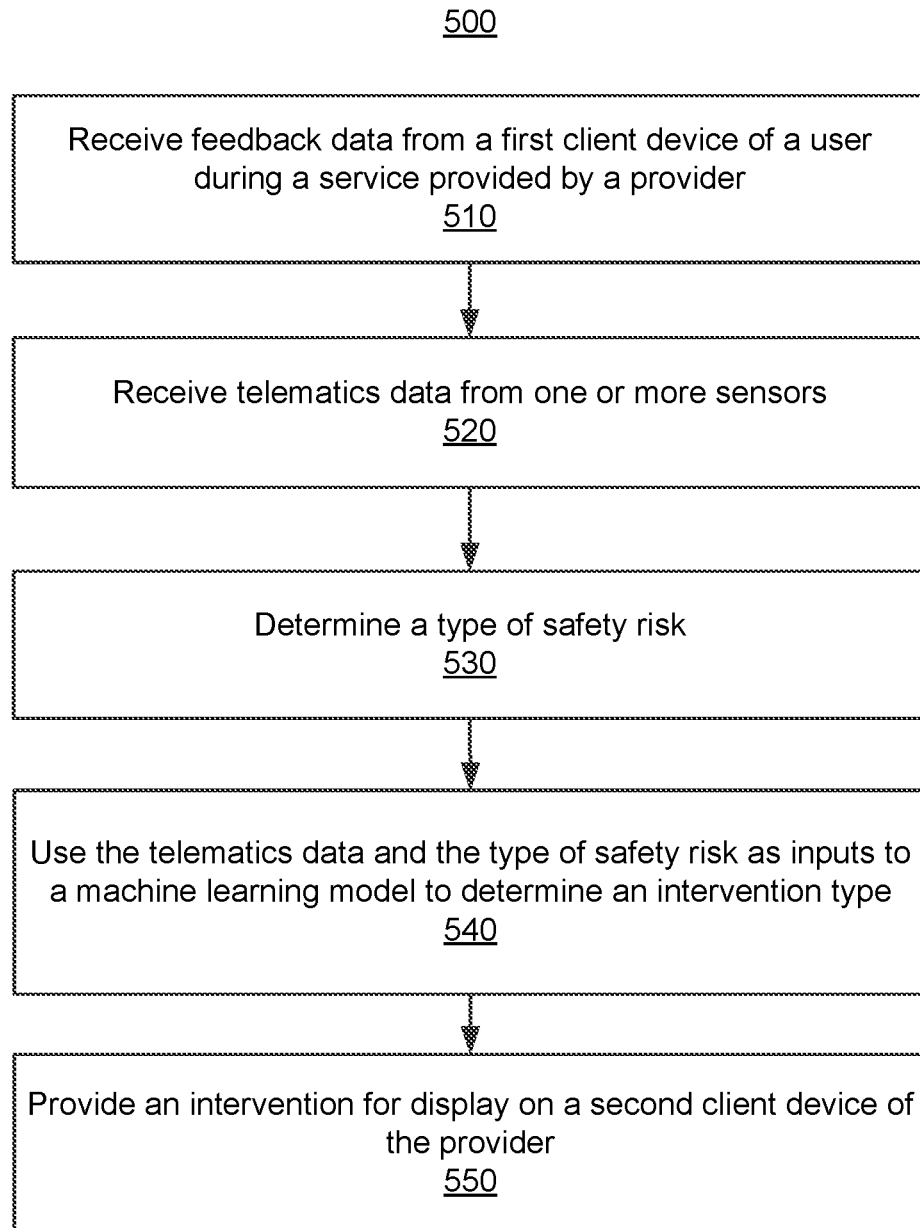 500
Receive feedback data from a first client device of a user
during a service provided by a provider
510
Receive telematics data from one or more sensors
520
Determine a type of safety risk
530
Use the telematics data and the type of safety risk as inputs to
a machine learning model to determine an intervention type
540
Provide an intervention for display on a second client device of
the provider
550